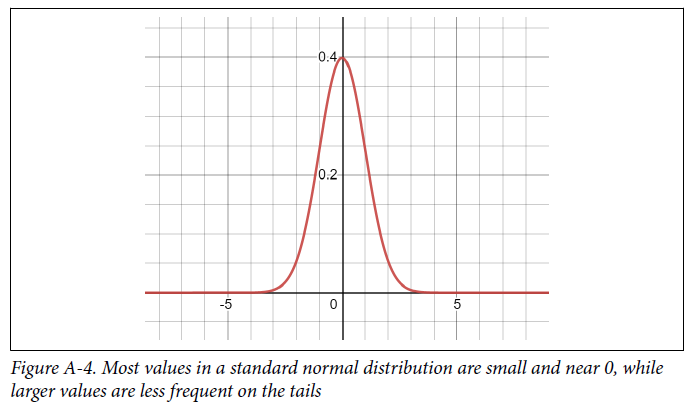 0.4
0.2
-5
0
5
Figure A-4. Most values in a standard normal distribution are small and near 0, while
larger values are less frequent on the tails